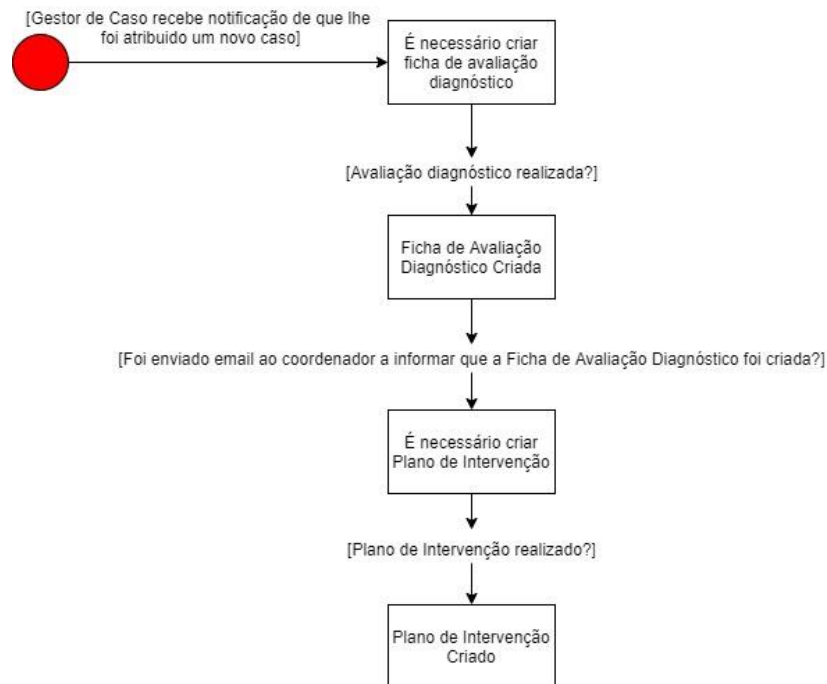 [Gestor de Caso recebe notificação de que lhe
foi atribuido um novo caso]
É necessário criar
ficha de avaliação
diagnóstico
[Avaliação diagnóstico realizada?]
Ficha de Avaliação
Diagnóstico Criada
[Foi enviado email ao coordenador a informar que a Ficha de Avaliação Diagnóstico foi criada?]
É necessário criar
Plano de Intervenção
[Plano de Intervenção realizado?]
Plano de Intervenção
Criado